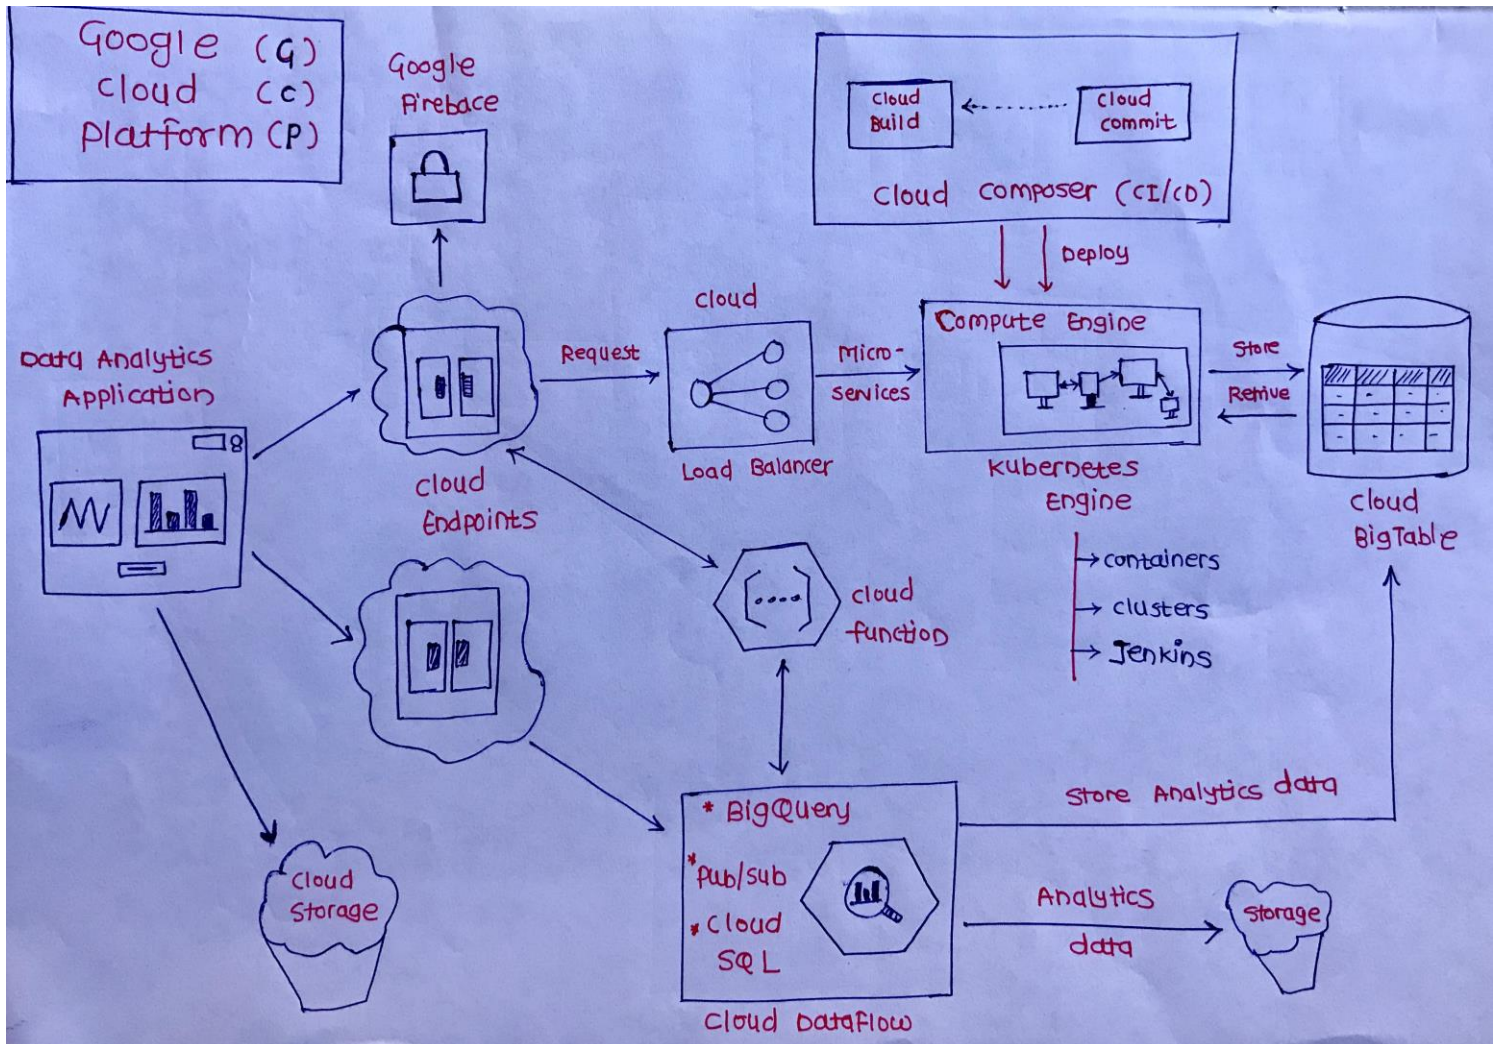 Google (G)
Cloud (C)
Platform (P)
Google
Firebace
Cloud
Build
Cloud
commit
Cloud Composer (CI/CD)
Deploy
Data Analytics
Application
Cloud
Endpoints
Request
Cloud
Load Balancer
Micro-
services
Compute Engine
Kubernetes
Engine
containers
clusters
Jenkins
Store
Retrive
Cloud
BigTable
Cloud
function
Cloud
Storage
* BigQuery
* Pub/sub
* Cloud
SQL
Cloud Dataflow
Store Analytics data
Analytics
data
Storage